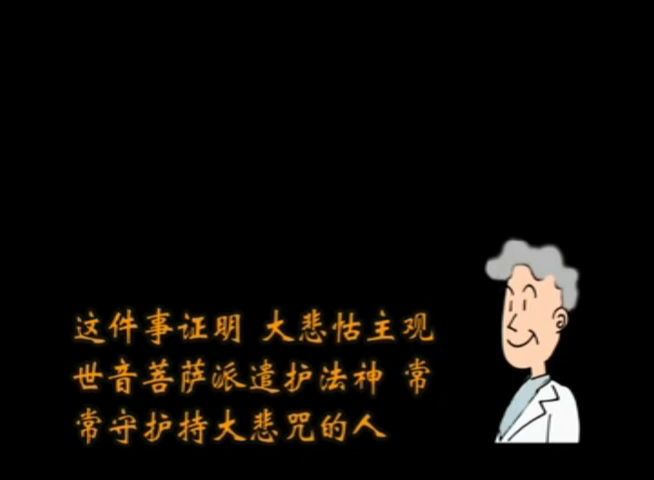 这件事证明 大悲怙主观
世音菩萨派遣护法神 常
常守护持大悲咒的人